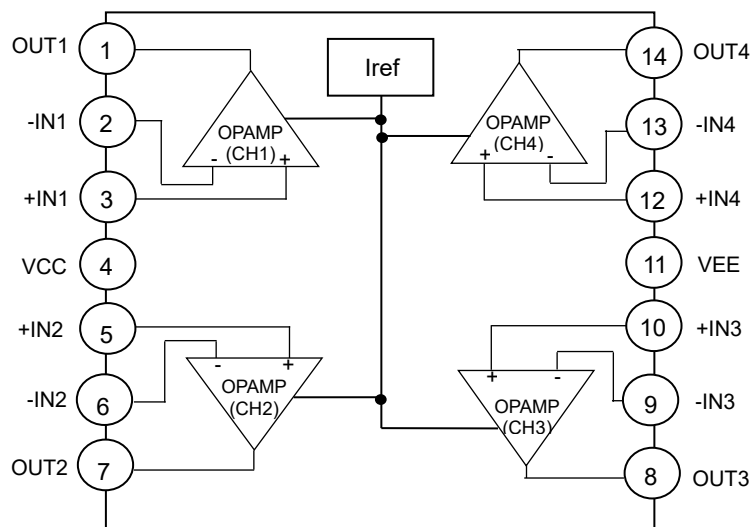 OUT1 1 Iref 14 OUT4
-IN1 2 OPAMP (CH1) - + OPAMP (CH4) + - 13 -IN4
+IN1 3 12 +IN4
VCC 4 11 VEE
+IN2 5 10 +IN3
-IN2 6 - + OPAMP (CH2) + - OPAMP (CH3) 9 -IN3
OUT2 7 8 OUT3